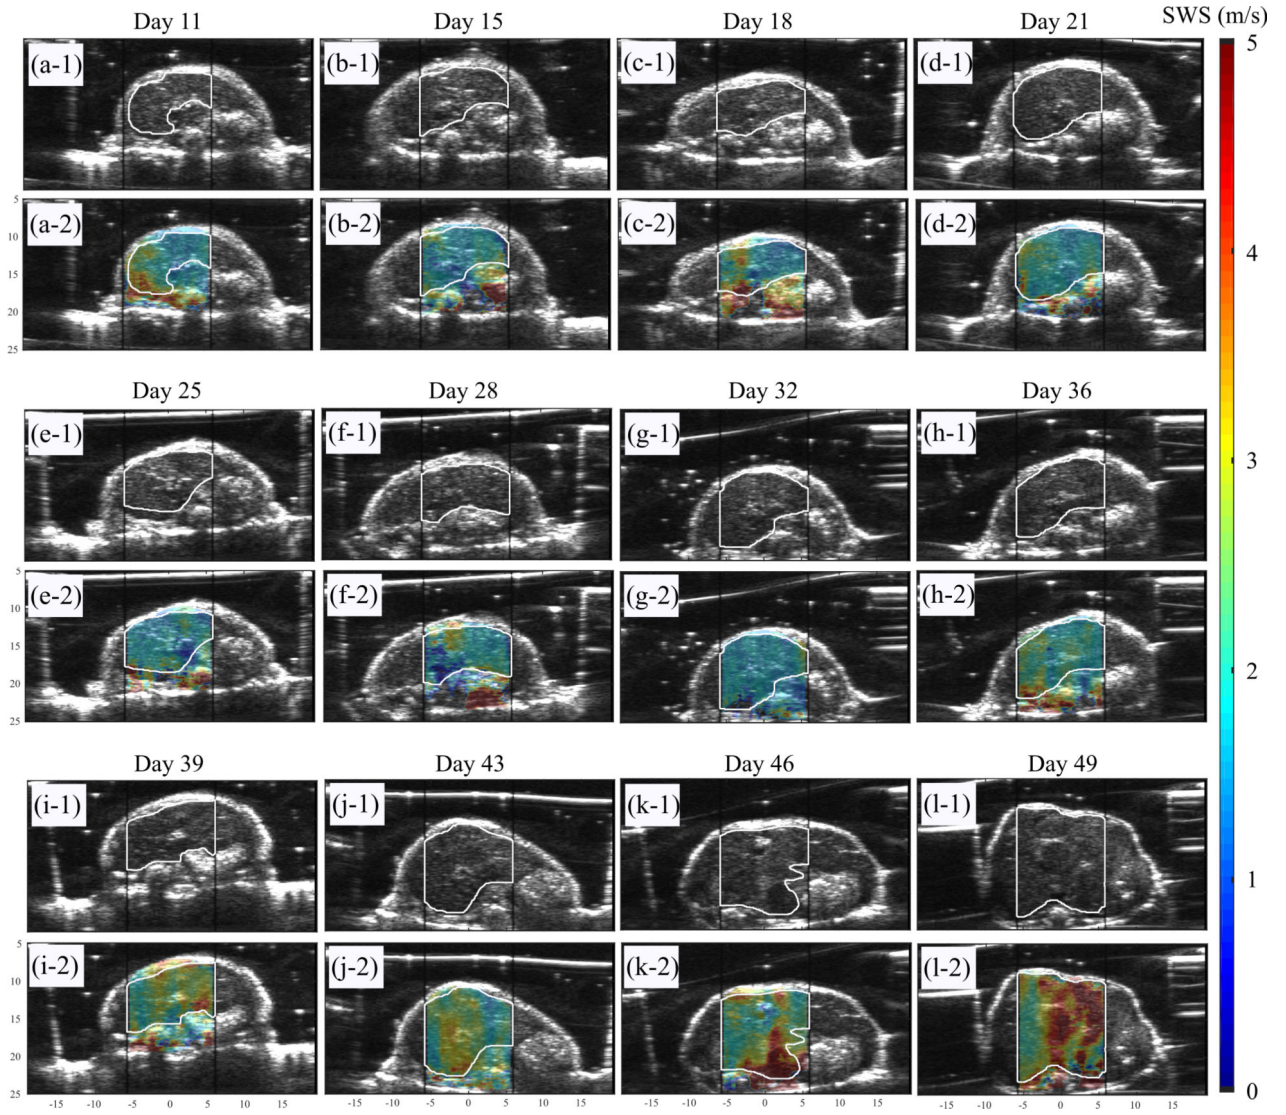 Day 11 Day 15 Day 18 Day 21 SWS (m/s)
(a-1) (b-1) (c-1) (d-1) 5
5
(a-2) (b-2) (c-2) (d-2)
10
4
15
20
25
Day 25 Day 28 Day 32 Day 36
(e-1) (f-1) (g-1) (h-1)
3
5
(e-2) (f-2) (g-2) (h-2)
10
15
2
20
25
Day 39 Day 43 Day 46 Day 49
(i-1) (j-1) (k-1) (l-1)
1
5
(i-2) (j-2) (k-2) (l-2)
10
15
20
25 0
-15 -10 -5 0 5 10 15 -15 -10 -5 0 5 10 15 -15 -10 -5 0 5 10 15 -15 -10 -5 0 5 10 15